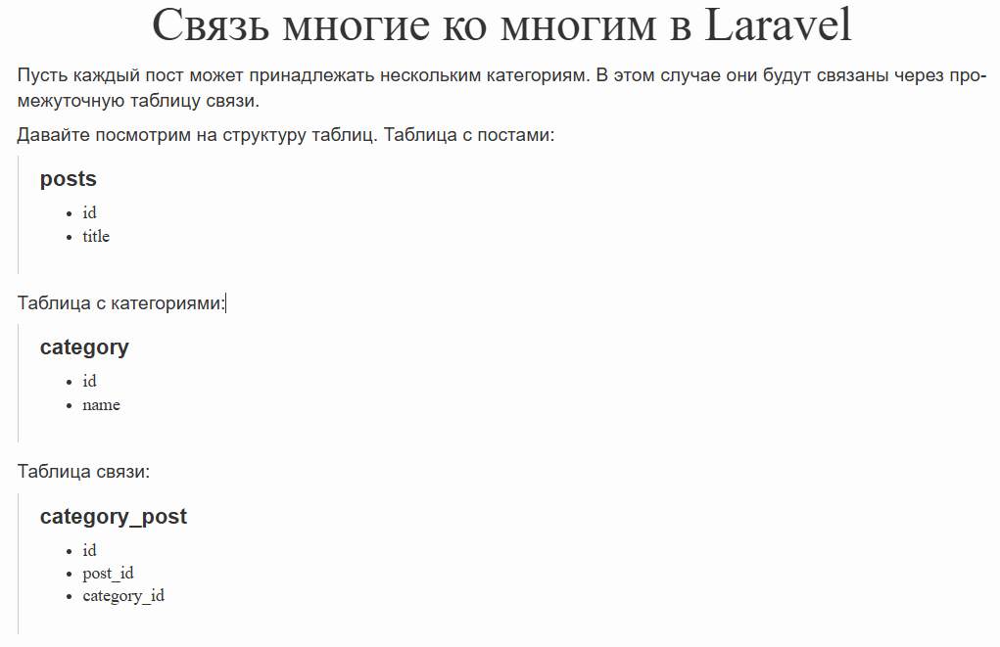 Связь многие ко многим в Laravel
Пусть каждый пост может принадлежать нескольким категориям. В этом случае они будут связаны через про-
межуточную таблицу связи.
Давайте посмотрим на структуру таблиц. Таблица с постами:
posts
• id
• title
Таблица с категориями:
category
• id
• name
Таблица связи:
category_post
• id
• post_id
• category_id